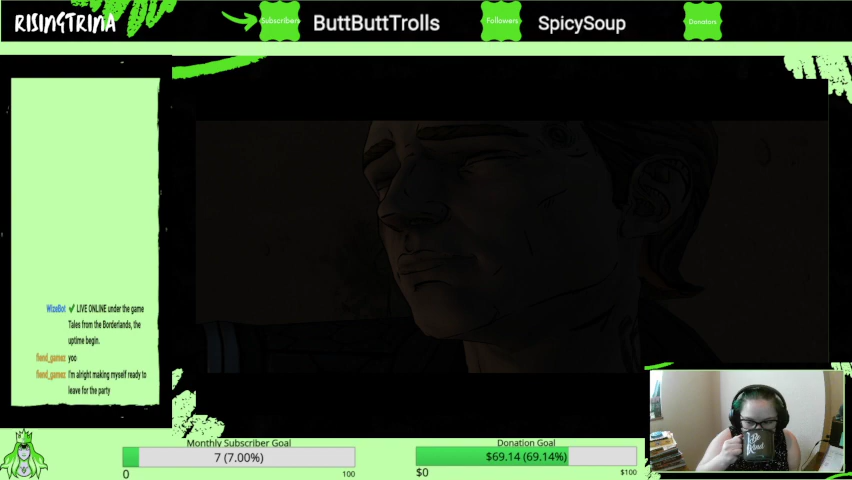 RISINGTRINA
Subscribers
ButtButtTrolls
Followers
SpicySoup
Donators
WizeBot ✔ LIVE ONLINE under the game
Tales from the Borderlands, the
uptime begin.
fiend_gamez yoo
fiend_gamez I'm alright making myself ready to
leave for the party
Be
Kind
Monthly Subscriber Goal
7 (7.00%)
0
100
Donation Goal
$69.14 (69.14%)
$0
$100